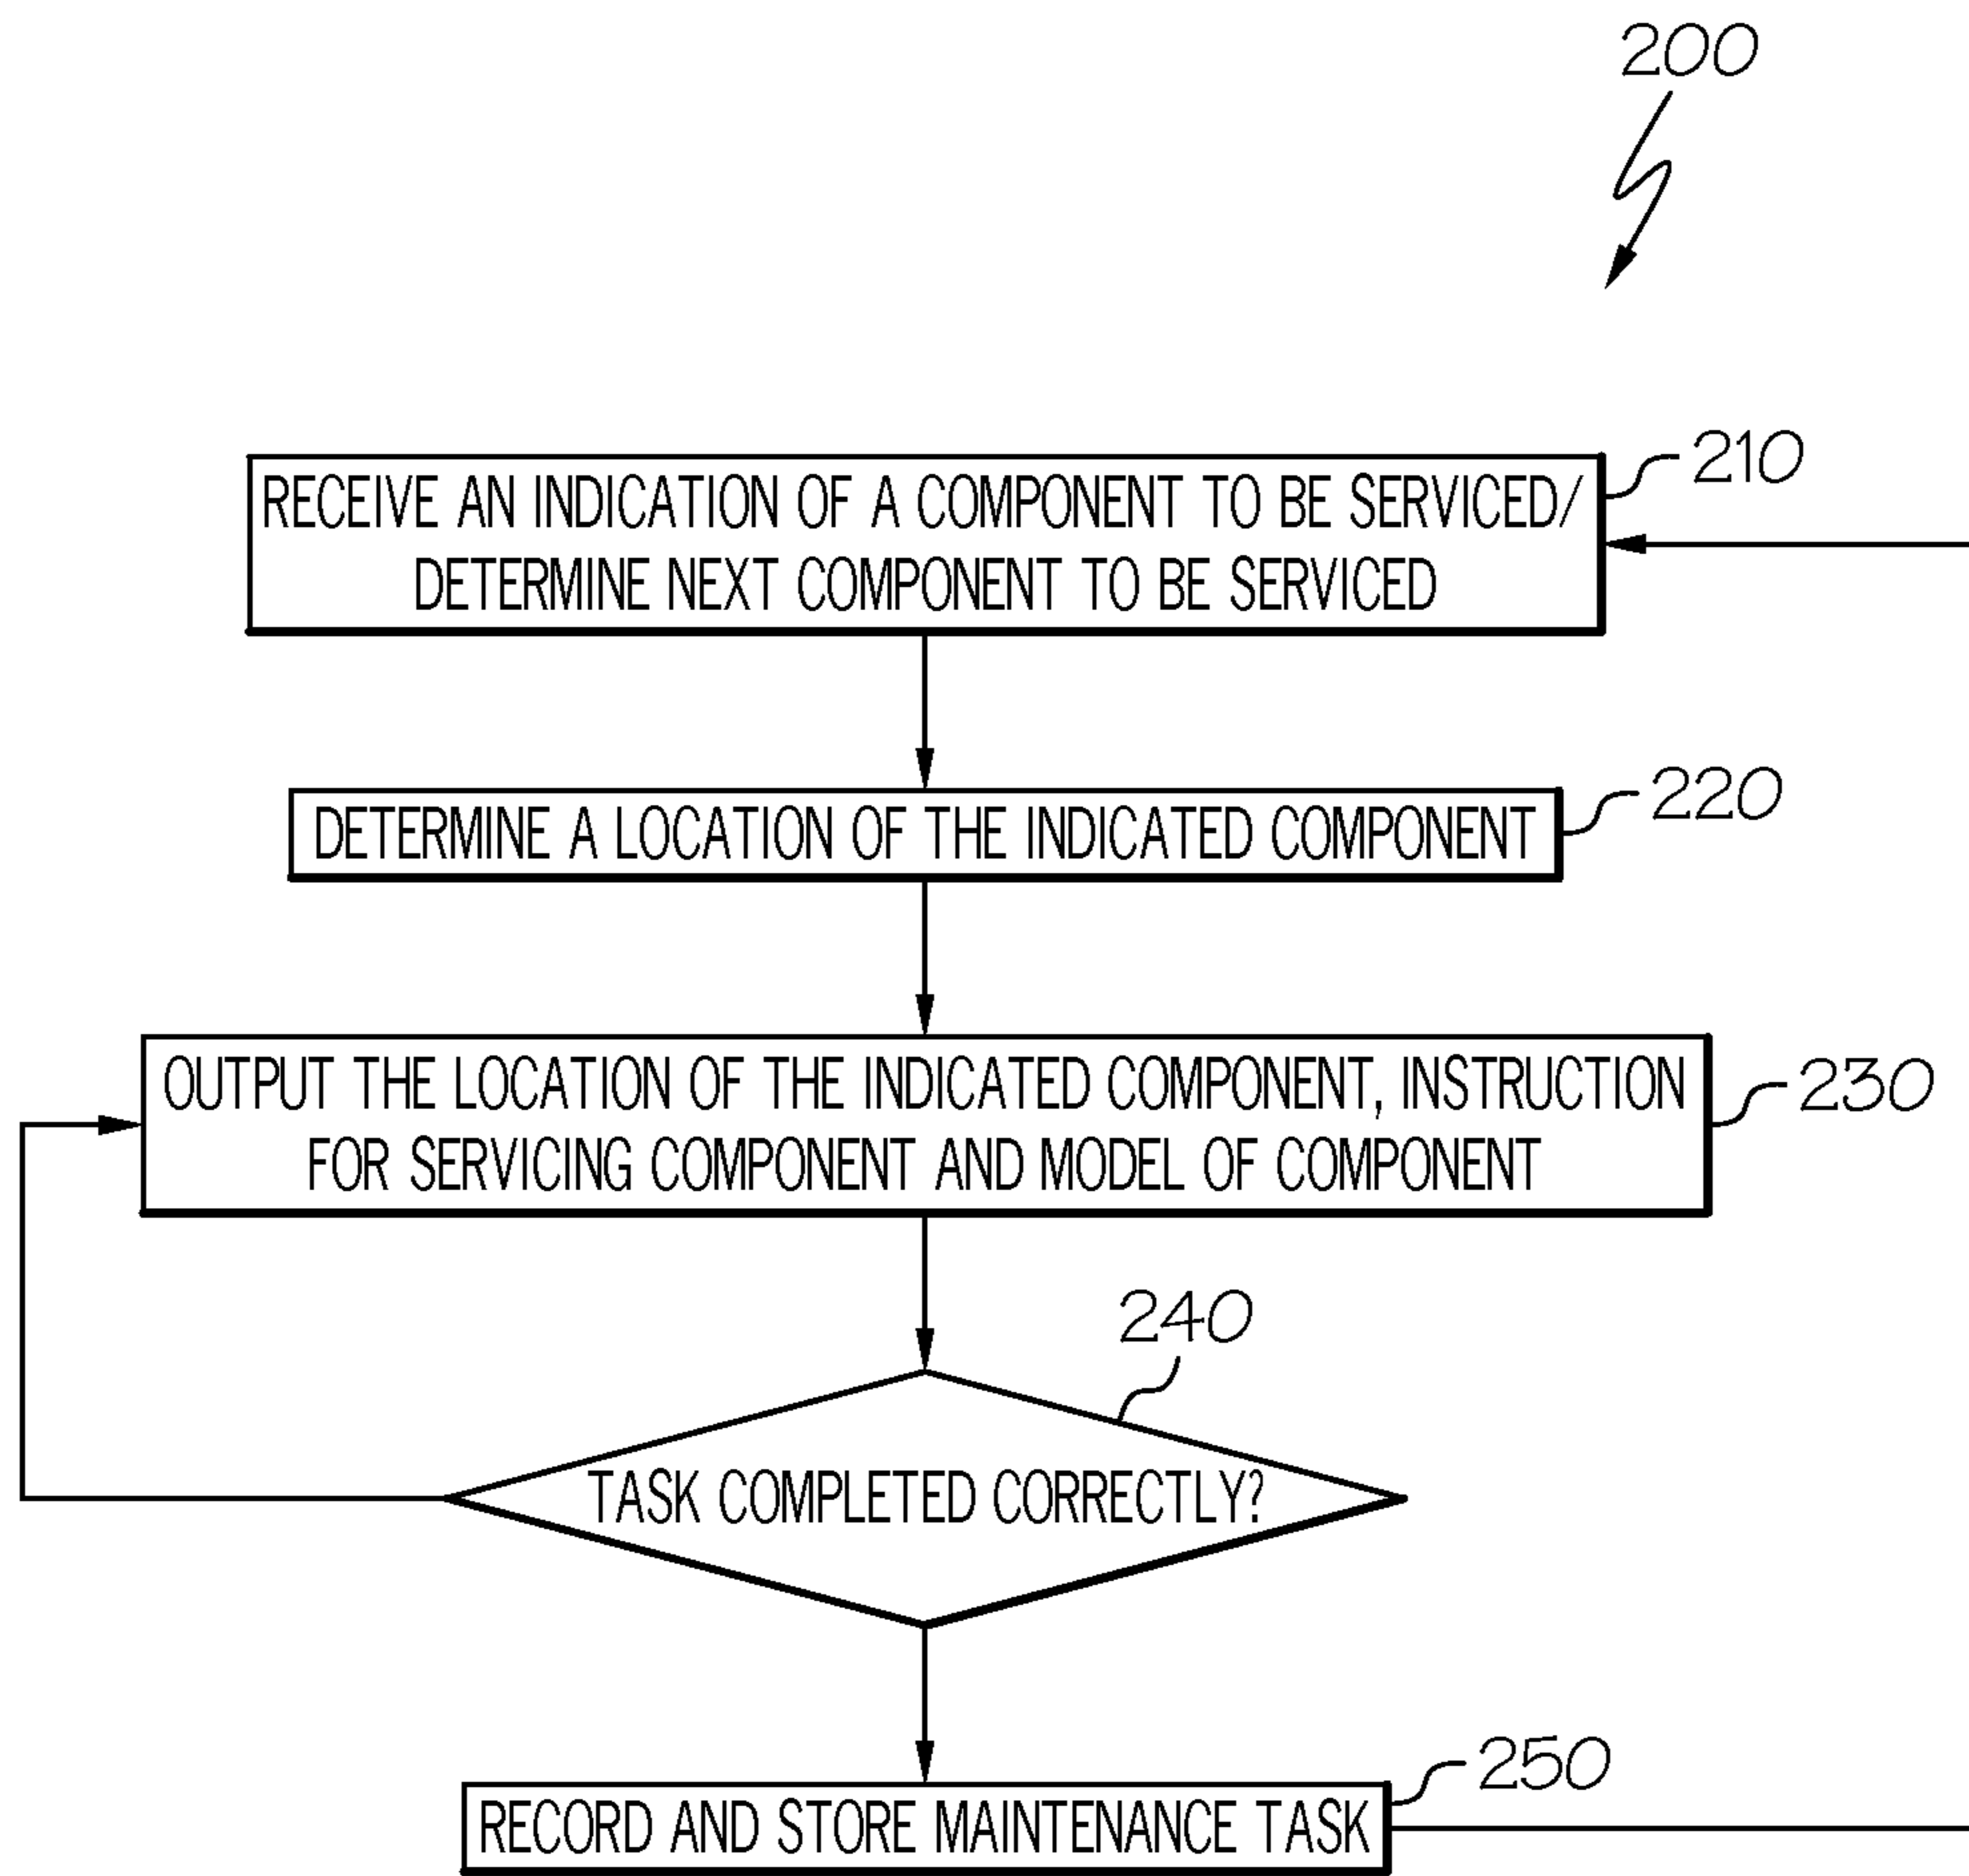 200
RECEIVE AN INDICATION OF A COMPONENT TO BE SERVICED/
DETERMINE NEXT COMPONENT TO BE SERVICED
210
DETERMINE A LOCATION OF THE INDICATED COMPONENT
220
OUTPUT THE LOCATION OF THE INDICATED COMPONENT, INSTRUCTION
FOR SERVICING COMPONENT AND MODEL OF COMPONENT
230
240
TASK COMPLETED CORRECTLY?
250
RECORD AND STORE MAINTENANCE TASK